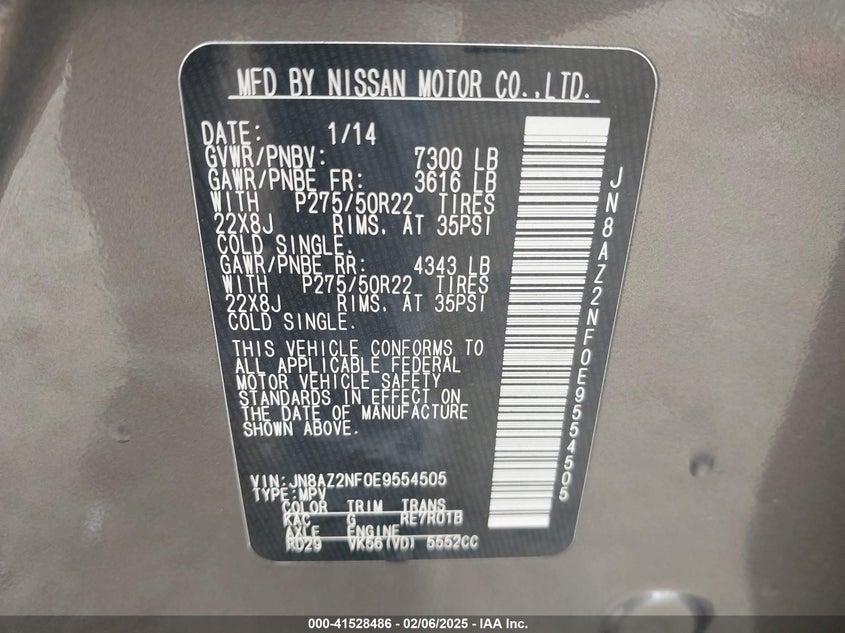 MFD BY NISSAN MOTOR CO.,LTD.
DATE: 1/14
GVWR/PNBV: 7300 LB
GAWR/PNBE FR: 3616 LB
WITH P275/50R22 TIRES
22X8J RIMS, AT 35PSI
COLD SINGLE.
GAWR/PNBE RR: 4343 LB
WITH P275/50R22 TIRES
22X8J RIMS, AT 35PSI
COLD SINGLE.
THIS VEHICLE CONFORMS TO
ALL APPLICABLE FEDERAL
MOTOR VEHICLE SAFETY
STANDARDS IN EFFECT ON
THE DATE OF MANUFACTURE
SHOWN ABOVE.
VIN:JN8AZ2NF0E9554505
TYPE:MPV
COLOR TRIM TRANS
KAC G RE7R01B
AXLE ENGINE
RD29 VK56(VD) 5552CC
JN8AZ2NF0E9554505
000-41528486 - 02/06/2025 - IAA Inc.